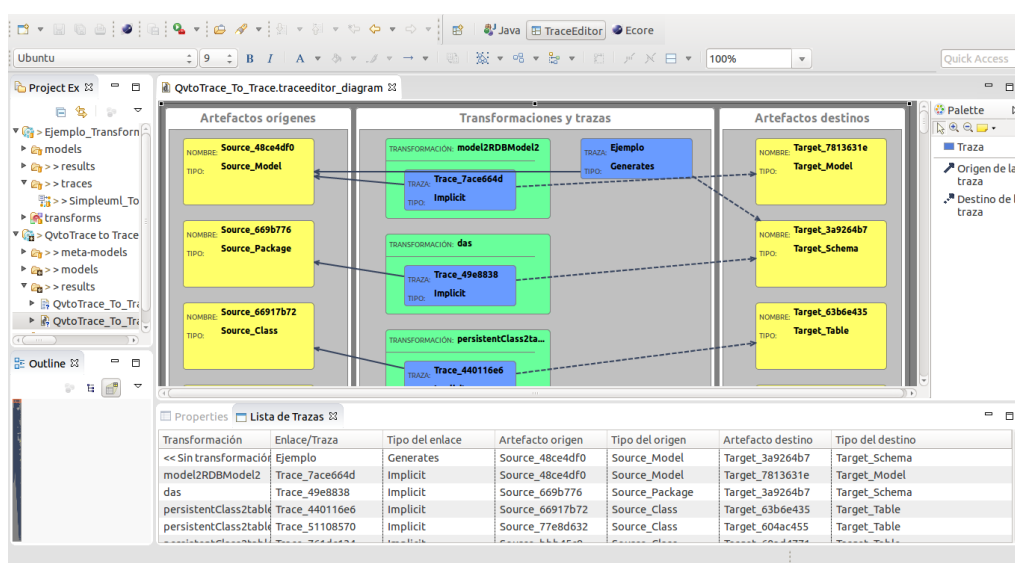 Java TraceEditor Ecore
Ubuntu 9 B I A 100% Quick Access
Project Ex
> Ejemplo_Transforn
models
> > results
> > traces
> > Simpleuml_To
transforms
> QvtoTrace to Trace
> > meta-models
> > models
> > results
QvtoTrace_To_Tra
QvtoTrace_To_Tra
Outline
QvtoTrace_To_Trace.traceeditor_diagram
Artefactos orígenes
NOMBRE: Source_48ce4df0
TIPO: Source_Model
NOMBRE: Source_669b776
TIPO: Source_Package
NOMBRE: Source_66917b72
TIPO: Source_Class
Transformaciones y trazas
TRANSFORMACIÓN: model2RDBModel2
TRAZA: Trace_7ace664d
TIPO: Implicit
TRAZA: Ejemplo
TIPO: Generates
TRANSFORMACIÓN: das
TRAZA: Trace_49e8838
TIPO: Implicit
TRANSFORMACIÓN: persistentClass2ta...
TRAZA: Trace_440116e6
Implicit
Artefactos destinos
NOMBRE: Target_7813631e
TIPO: Target_Model
NOMBRE: Target_3a9264b7
TIPO: Target_Schema
NOMBRE: Target_63b6e435
TIPO: Target_Table
Palette
Traza
Origen de la
traza
Destino de l
traza
Properties Lista de Trazas
Transformación Enlace/Traza Tipo del enlace Artefacto origen Tipo del origen Artefacto destino Tipo del destino
<< Sin transformación Ejemplo Generates Source_48ce4df0 Source_Model Target_3a9264b7 Target_Schema
model2RDBModel2 Trace_7ace664d Implicit Source_48ce4df0 Source_Model Target_7813631e Target_Model
das Trace_49e8838 Implicit Source_669b776 Source_Package Target_3a9264b7 Target_Schema
persistentClass2table Trace_440116e6 Implicit Source_66917b72 Source_Class Target_63b6e435 Target_Table
persistentClass2table Trace_51108570 Implicit Source_77e8d632 Source_Class Target_604ac455 Target_Table